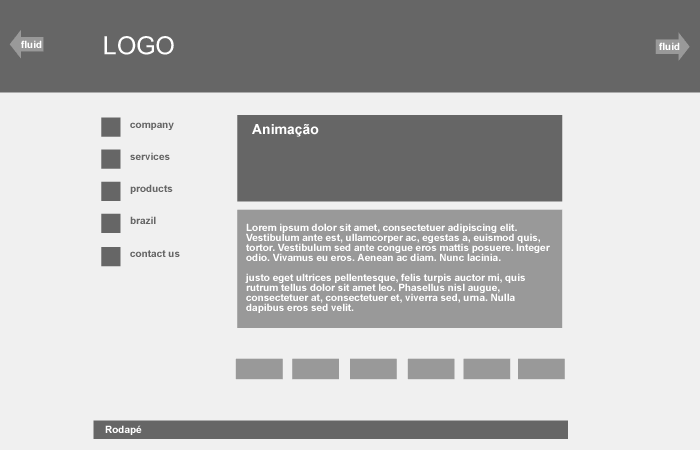 fluid
LOGO
fluid
company
services
products
brazil
contact us
Animação
Lorem ipsum dolor sit amet, consectetuer adipiscing elit.
Vestibulum ante est, ullamcorper ac, egestas a, euismod quis,
tortor. Vestibulum sed ante congue eros mattis posuere. Integer
odio. Vivamus eu eros. Aenean ac diam. Nunc lacinia.
justo eget ultrices pellentesque, felis turpis auctor mi, quis
rutrum tellus dolor sit amet leo. Phasellus nisl augue,
consectetuer at, consectetuer et, viverra sed, urna. Nulla
dapibus eros sed velit.
Rodapé